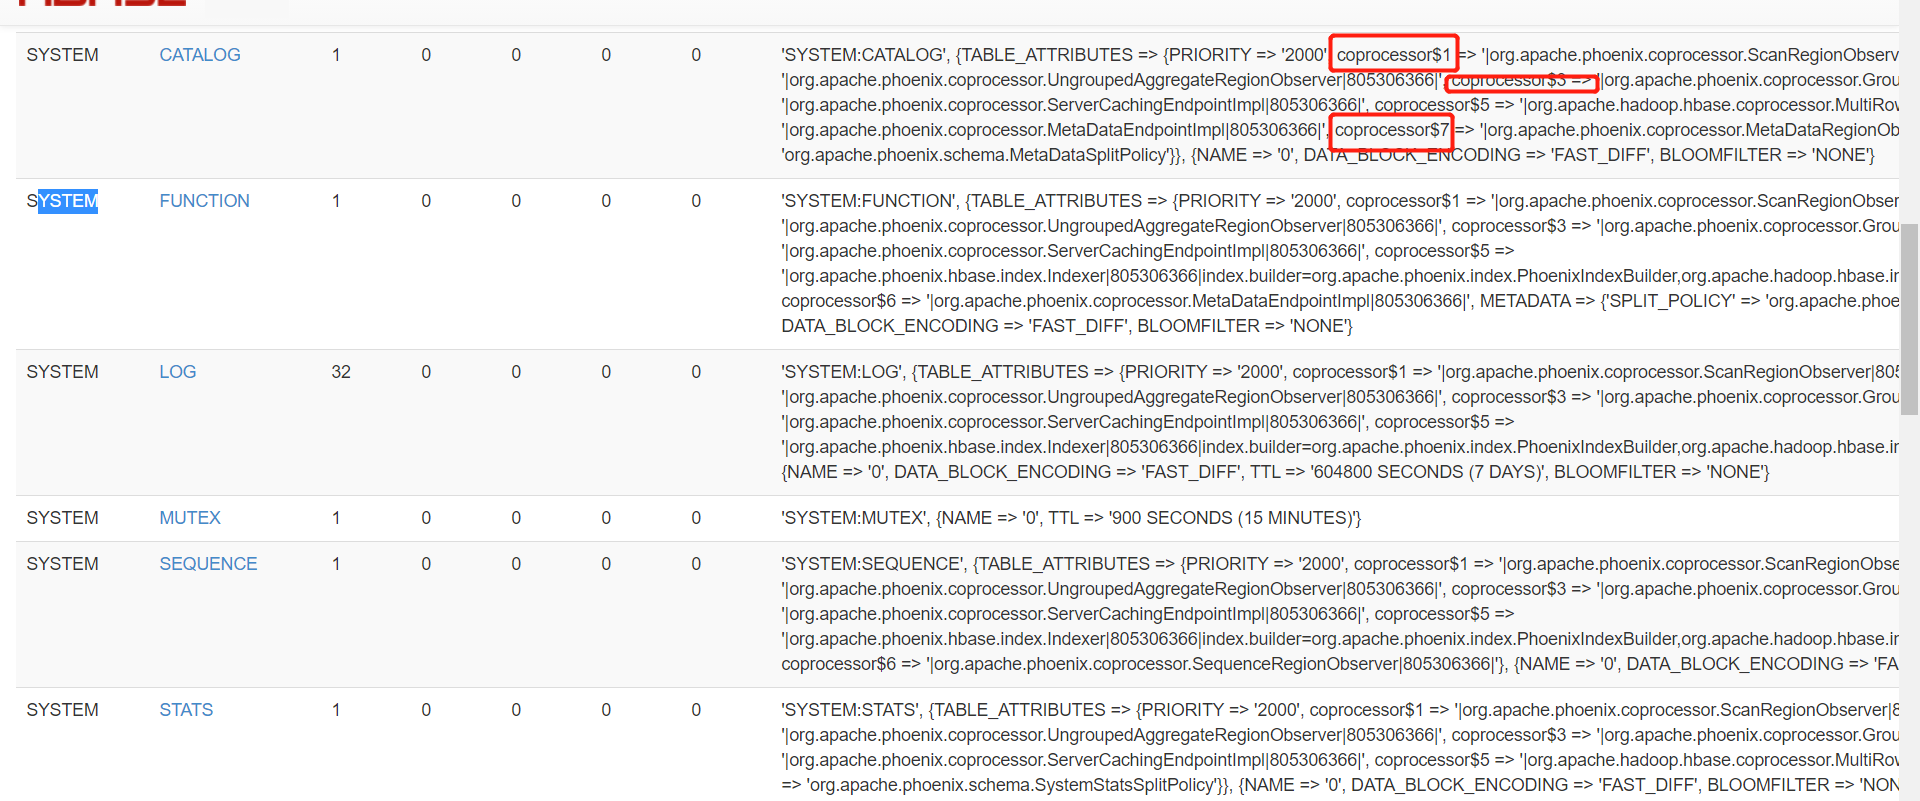 SYSTEM CATALOG 1 0 0 0 0 'SYSTEM:CATALOG', {TABLE_ATTRIBUTES => {PRIORITY => '2000' coprocessor$1 => '|org.apache.phoenix.coprocessor.ScanRegionObserv
'|org.apache.phoenix.coprocessor.UngroupedAggregateRegionObserver|805306366|', coprocessor$3 => '|org.apache.phoenix.coprocessor.Grou
'|org.apache.phoenix.coprocessor.ServerCachingEndpointImpl|805306366|', coprocessor$5 => '|org.apache.hadoop.hbase.coprocessor.MultiRow
'|org.apache.phoenix.coprocessor.MetaDataEndpointImpl|805306366|', coprocessor$7 => '|org.apache.phoenix.coprocessor.MetaDataRegionOb
'org.apache.phoenix.schema.MetaDataSplitPolicy'}}, {NAME => '0', DATA_BLOCK_ENCODING => 'FAST_DIFF', BLOOMFILTER => 'NONE'}
SYSTEM FUNCTION 1 0 0 0 0 'SYSTEM:FUNCTION', {TABLE_ATTRIBUTES => {PRIORITY => '2000', coprocessor$1 => '|org.apache.phoenix.coprocessor.ScanRegionObser
'|org.apache.phoenix.coprocessor.UngroupedAggregateRegionObserver|805306366|', coprocessor$3 => '|org.apache.phoenix.coprocessor.Grou
'|org.apache.phoenix.coprocessor.ServerCachingEndpointImpl|805306366|', coprocessor$5 =>
'|org.apache.phoenix.hbase.index.Indexer|805306366|index.builder=org.apache.phoenix.index.PhoenixIndexBuilder,org.apache.hadoop.hbase.in
coprocessor$6 => '|org.apache.phoenix.coprocessor.MetaDataEndpointImpl|805306366|', METADATA => {'SPLIT_POLICY' => 'org.apache.phoe
DATA_BLOCK_ENCODING => 'FAST_DIFF', BLOOMFILTER => 'NONE'}
SYSTEM LOG 32 0 0 0 0 'SYSTEM:LOG', {TABLE_ATTRIBUTES => {PRIORITY => '2000', coprocessor$1 => '|org.apache.phoenix.coprocessor.ScanRegionObserver|805
'|org.apache.phoenix.coprocessor.UngroupedAggregateRegionObserver|805306366|', coprocessor$3 => '|org.apache.phoenix.coprocessor.Grou
'|org.apache.phoenix.coprocessor.ServerCachingEndpointImpl|805306366|', coprocessor$5 =>
'|org.apache.phoenix.hbase.index.Indexer|805306366|index.builder=org.apache.phoenix.index.PhoenixIndexBuilder,org.apache.hadoop.hbase.in
{NAME => '0', DATA_BLOCK_ENCODING => 'FAST_DIFF', TTL => '604800 SECONDS (7 DAYS)', BLOOMFILTER => 'NONE'}
SYSTEM MUTEX 1 0 0 0 0 'SYSTEM:MUTEX', {NAME => '0', TTL => '900 SECONDS (15 MINUTES)'}
SYSTEM SEQUENCE 1 0 0 0 0 'SYSTEM:SEQUENCE', {TABLE_ATTRIBUTES => {PRIORITY => '2000', coprocessor$1 => '|org.apache.phoenix.coprocessor.ScanRegionObse
'|org.apache.phoenix.coprocessor.UngroupedAggregateRegionObserver|805306366|', coprocessor$3 => '|org.apache.phoenix.coprocessor.Grou
'|org.apache.phoenix.coprocessor.ServerCachingEndpointImpl|805306366|', coprocessor$5 =>
'|org.apache.phoenix.hbase.index.Indexer|805306366|index.builder=org.apache.phoenix.index.PhoenixIndexBuilder,org.apache.hadoop.hbase.in
coprocessor$6 => '|org.apache.phoenix.coprocessor.SequenceRegionObserver|805306366|'}, {NAME => '0', DATA_BLOCK_ENCODING => 'FA
SYSTEM STATS 1 0 0 0 0 'SYSTEM:STATS', {TABLE_ATTRIBUTES => {PRIORITY => '2000', coprocessor$1 => '|org.apache.phoenix.coprocessor.ScanRegionObserver|8
'|org.apache.phoenix.coprocessor.UngroupedAggregateRegionObserver|805306366|', coprocessor$3 => '|org.apache.phoenix.coprocessor.Grou
'|org.apache.phoenix.coprocessor.ServerCachingEndpointImpl|805306366|', coprocessor$5 => '|org.apache.hadoop.hbase.coprocessor.MultiRow
=> 'org.apache.phoenix.schema.SystemStatsSplitPolicy'}}, {NAME => '0', DATA_BLOCK_ENCODING => 'FAST_DIFF', BLOOMFILTER => 'NON